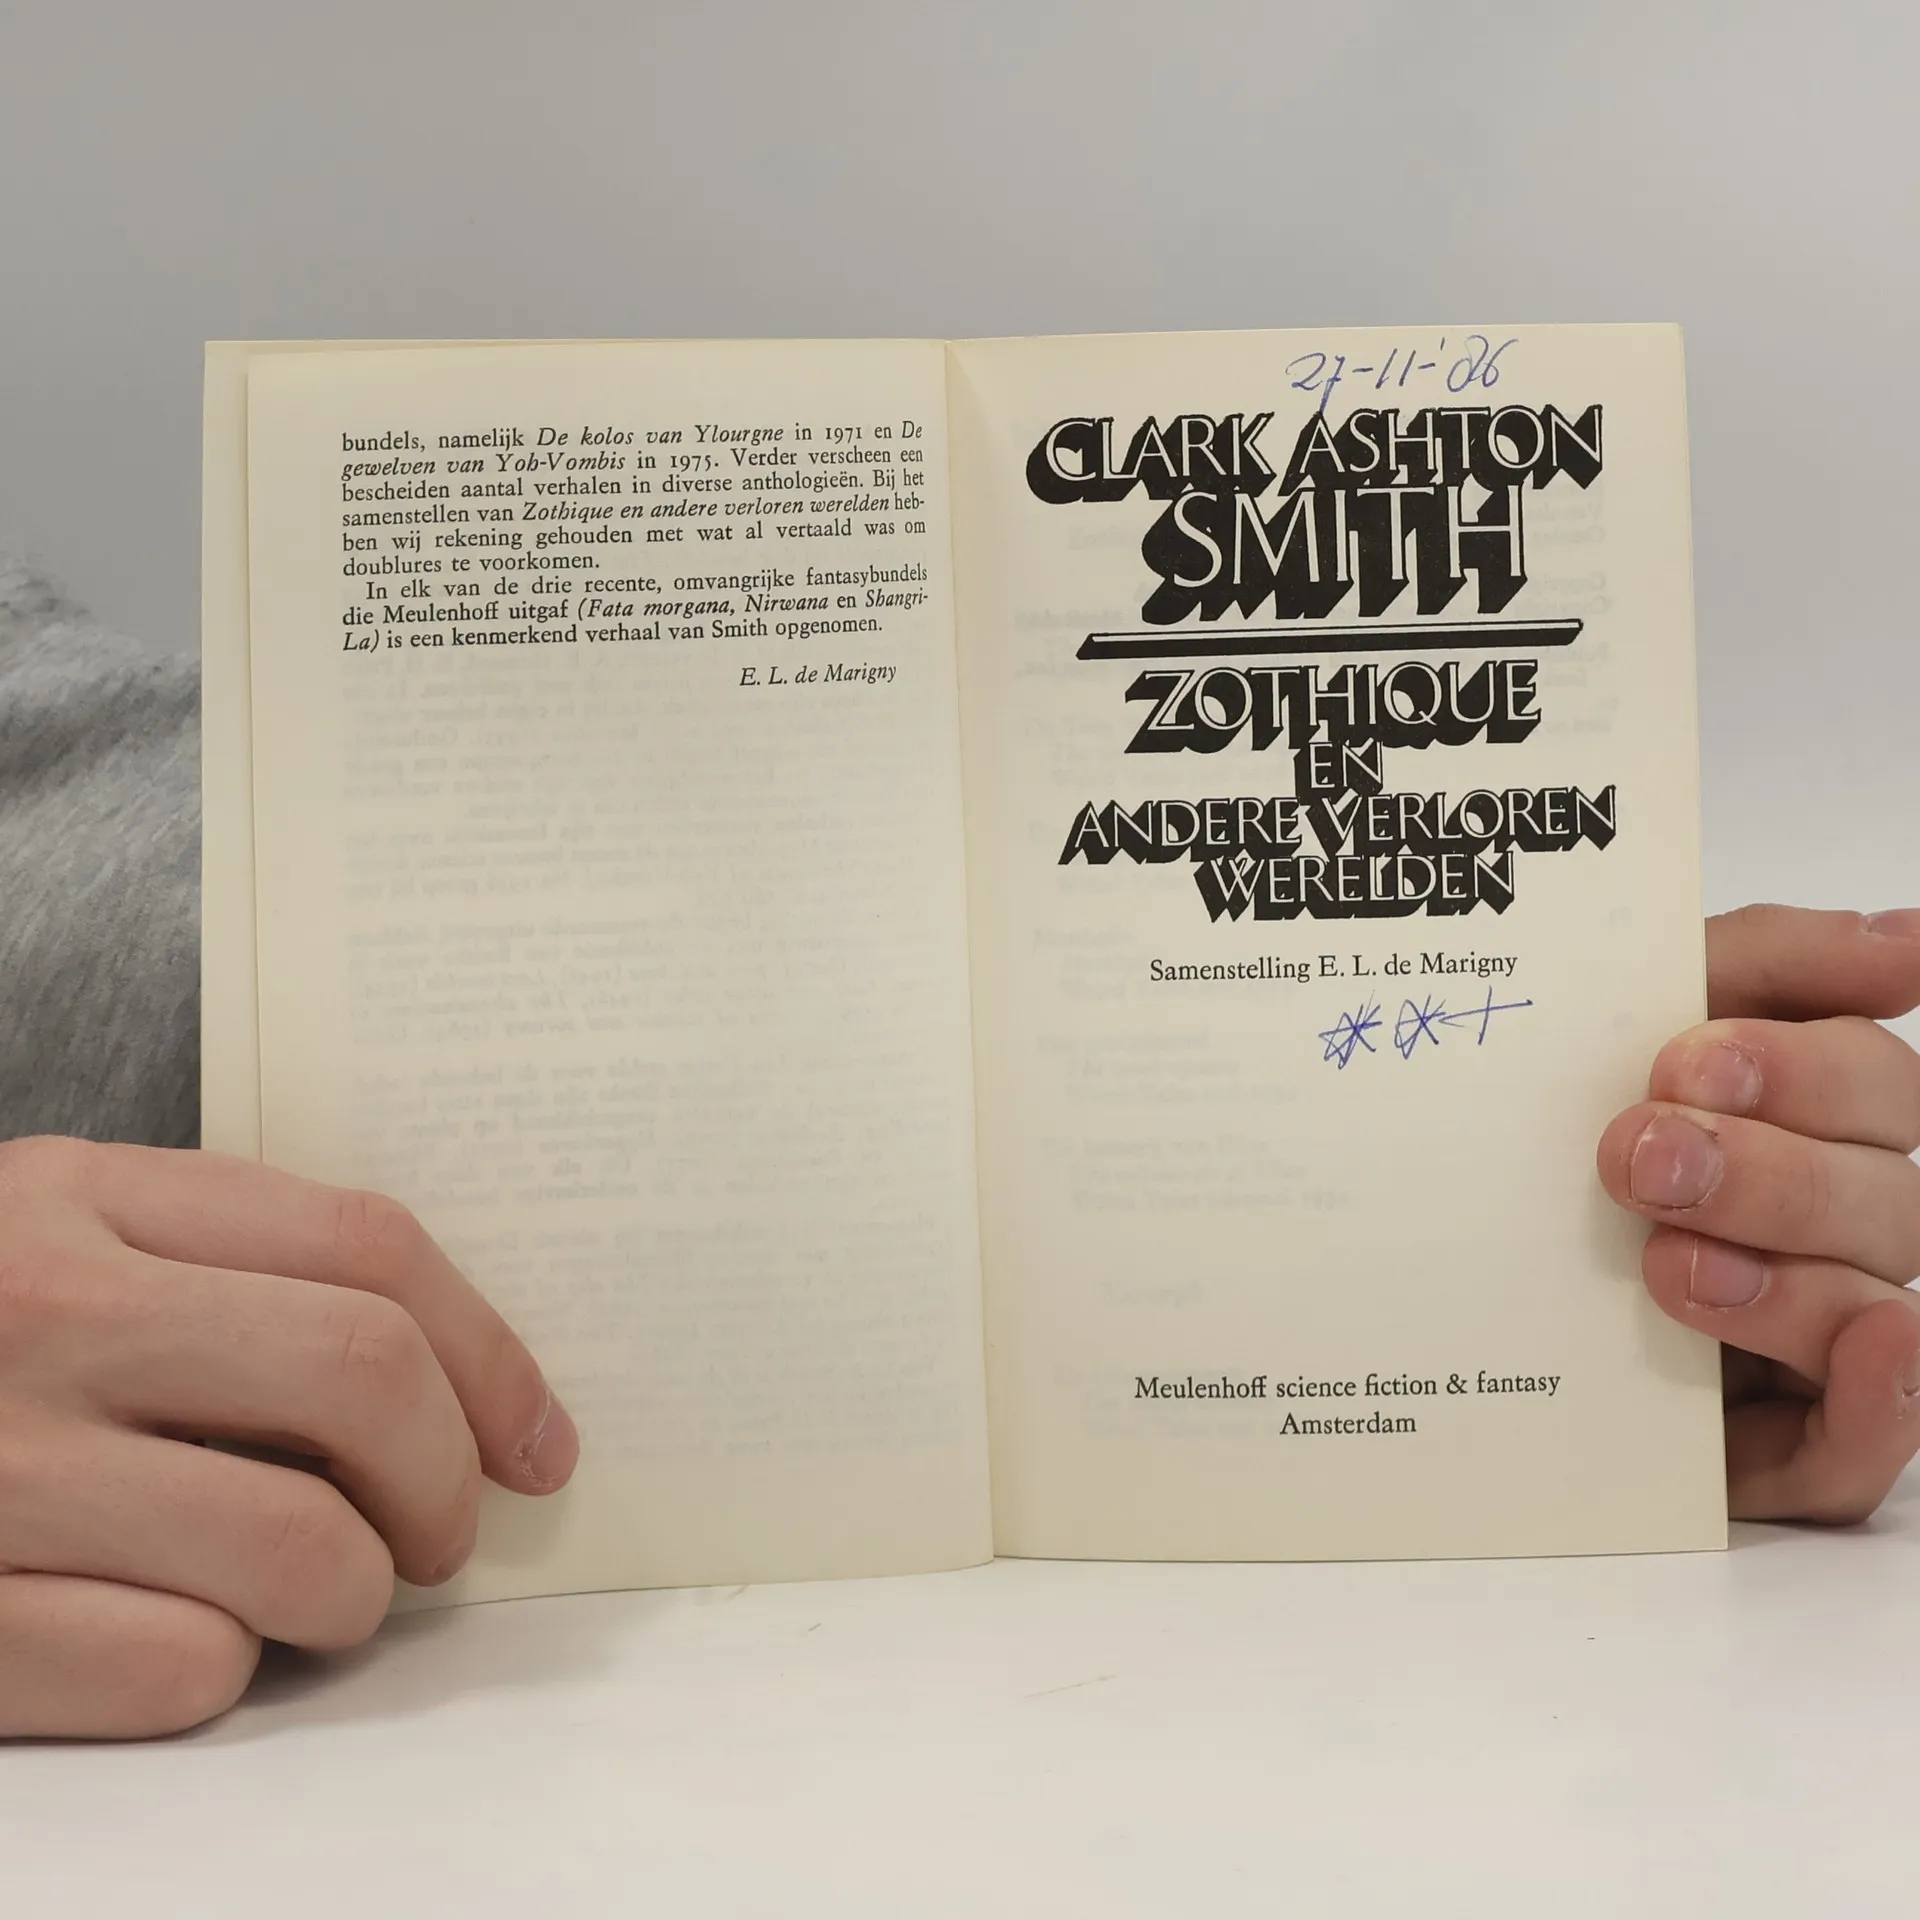 bundels, namelijk De kolos van Ylourgne in 1971 en De
gewelven van Yoh-Vombis in 1975. Verder verscheen een
bescheiden aantal verhalen in diverse anthologieën. Bij het
samenstellen van Zothique en andere verloren werelden heb-
ben wij rekening gehouden met wat al vertaald was om
doublures te voorkomen.
In elk van de drie recente, omvangrijke fantasybundels
die Meulenhoff uitgaf (Fata morgana, Nirwana en Shangri-
La) is een kenmerkend verhaal van Smith opgenomen.
E. L. de Marigny
27-11-'86
CLARK ASHTON
SMITH
ZOTHIQUE
EN
ANDERE VERLOREN
WERELDEN
Samenstelling E. L. de Marigny
Meulenhoff science fiction & fantasy
Amsterdam